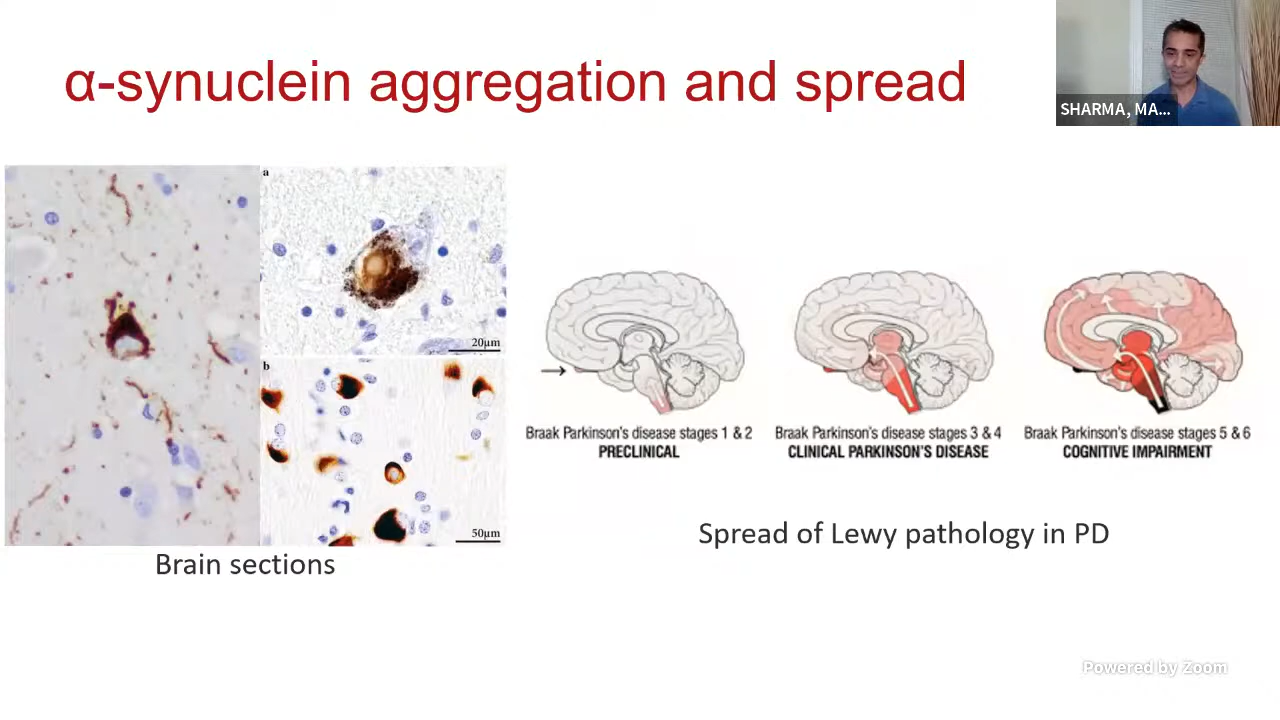 α-synuclein aggregation and spread
SHARMA, MA...
a
20µm
b
50µm
Brain sections
Braak Parkinson's disease stages 1 & 2
PRECLINICAL
Braak Parkinson's disease stages 3 & 4
CLINICAL PARKINSON'S DISEASE
Braak Parkinson's disease stages 5 & 6
COGNITIVE IMPAIRMENT
Spread of Lewy pathology in PD
Powered by Zoom